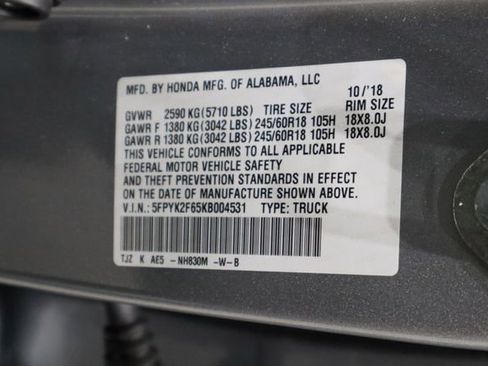 MFD. BY HONDA MFG. OF ALABAMA, LLC 10/'18
GVWR 2590 KG(5710 LBS) TIRE SIZE RIM SIZE
GAWR F 1380 KG(3042 LBS) 245/60R18 105H 18X8.0J
GAWR R 1380 KG(3042 LBS) 245/60R18 105H 18X8.0J
THIS VEHICLE CONFORMS TO ALL APPLICABLE
FEDERAL MOTOR VEHICLE SAFETY
AND THEFT PREVENTION STANDARDS IN EFFECT
ON THE DATE OF MANUFACTURE SHOWN ABOVE.
V.I.N.: 5FPYK2F65KB004531 TYPE: TRUCK
TJZ K AE5 -NH830M -W-B